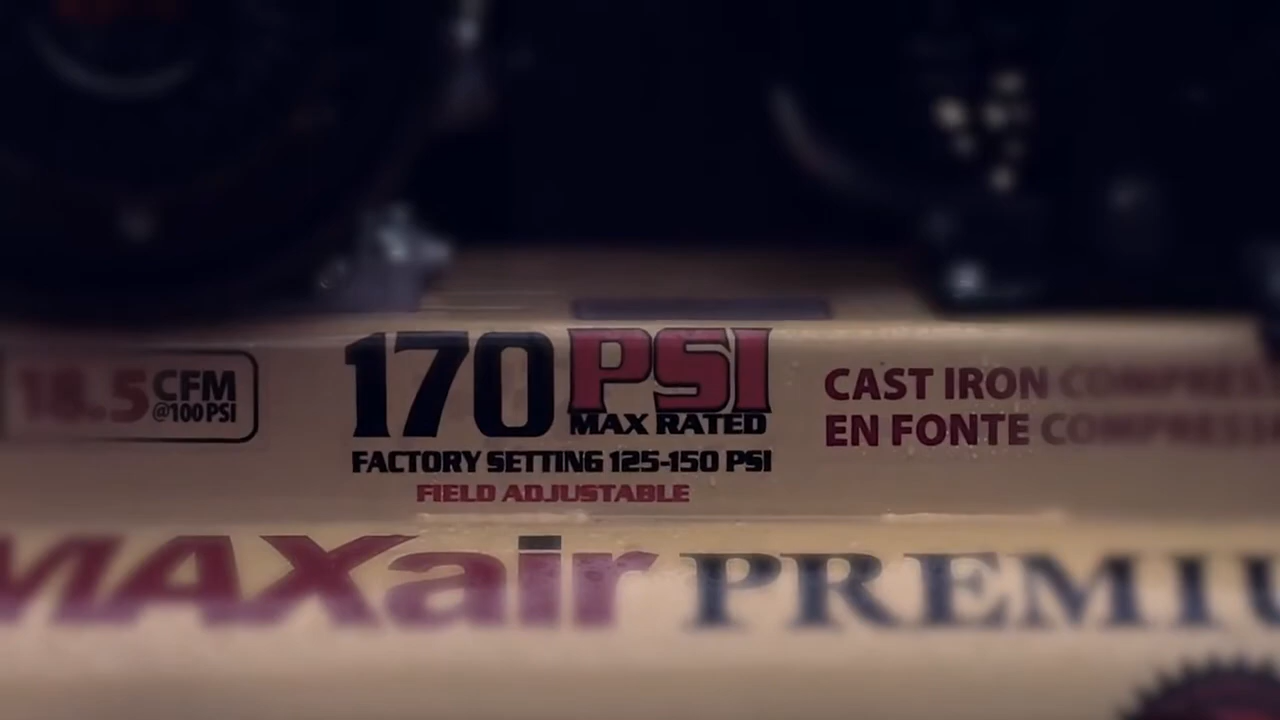 18.5 CFM
@100 PSI
170 PSI
MAX RATED
FACTORY SETTING 125-150 PSI
FIELD ADJUSTABLE
CAST IRON
EN FONTE
MAXair PREMIU